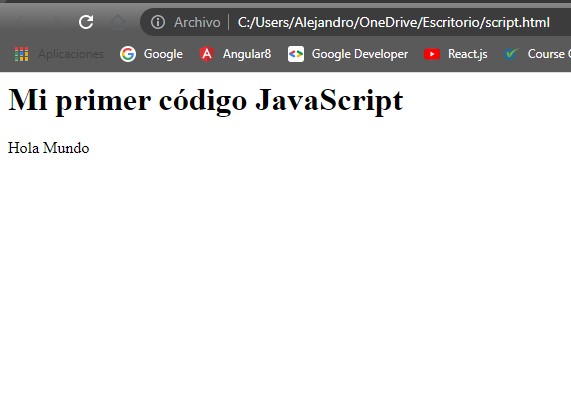 Archivo | C:/Users/Alejandro/OneDrive/Escritorio/script.html
Aplicaciones Google Angular8 Google Developer React.js Course
Mi primer código JavaScript
Hola Mundo